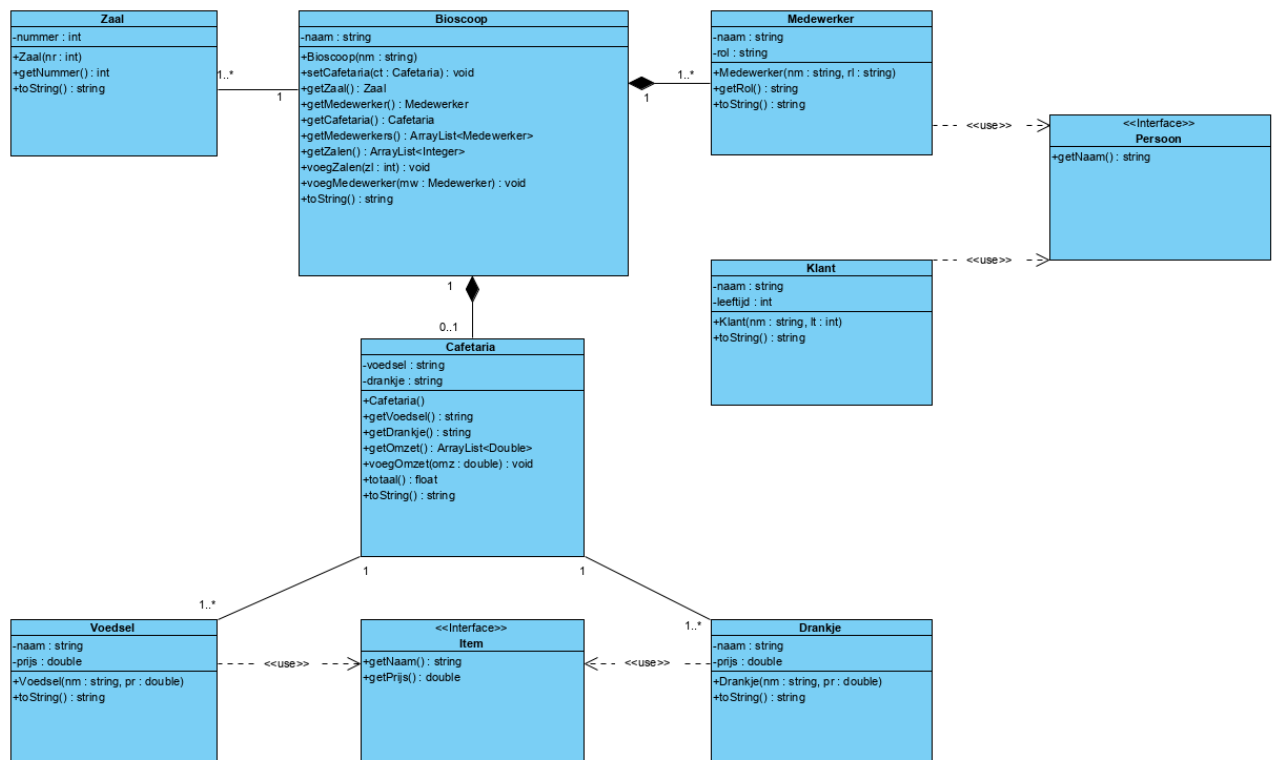 Zaal
-nummer : int
+Zaal(nr : int)
+getNummer() : int
+toString() : string
1..*
1
Bioscoop
-naam : string
+Bioscoop(nm : string)
+setCafetaria(ct : Cafetaria) : void
+getZaal() : Zaal
+getMedewerker() : Medewerker
+getCafetaria() : Cafetaria
+getMedewerkers() : ArrayList<Medewerker>
+getZalen() : ArrayList<Integer>
+voegZalen(zl : int) : void
+voegMedewerker(mw : Medewerker) : void
+toString() : string
1
1..*
Medewerker
-naam : string
-rol : string
+Medewerker(nm : string, rl : string)
+getRol() : string
+toString() : string
<<use>>
<<Interface>>
Persoon
+getNaam() : string
<<use>>
Klant
-naam : string
-leeftijd : int
+Klant(nm : string, lt : int)
+toString() : string
1
0..1
Cafetaria
-voedsel : string
-drankje : string
+Cafetaria()
+getVoedsel() : string
+getDrankje() : string
+getOmzet() : ArrayList<Double>
+voegOmzet(omz : double) : void
+totaal() : float
+toString() : string
1
1
1..*
1..*
Voedsel
-naam : string
-prijs : double
+Voedsel(nm : string, pr : double)
+toString() : string
<<use>>
<<Interface>>
Item
+getNaam() : string
+getPrijs() : double
<<use>>
Drankje
-naam : string
-prijs : double
+Drankje(nm : string, pr : double)
+toString() : string